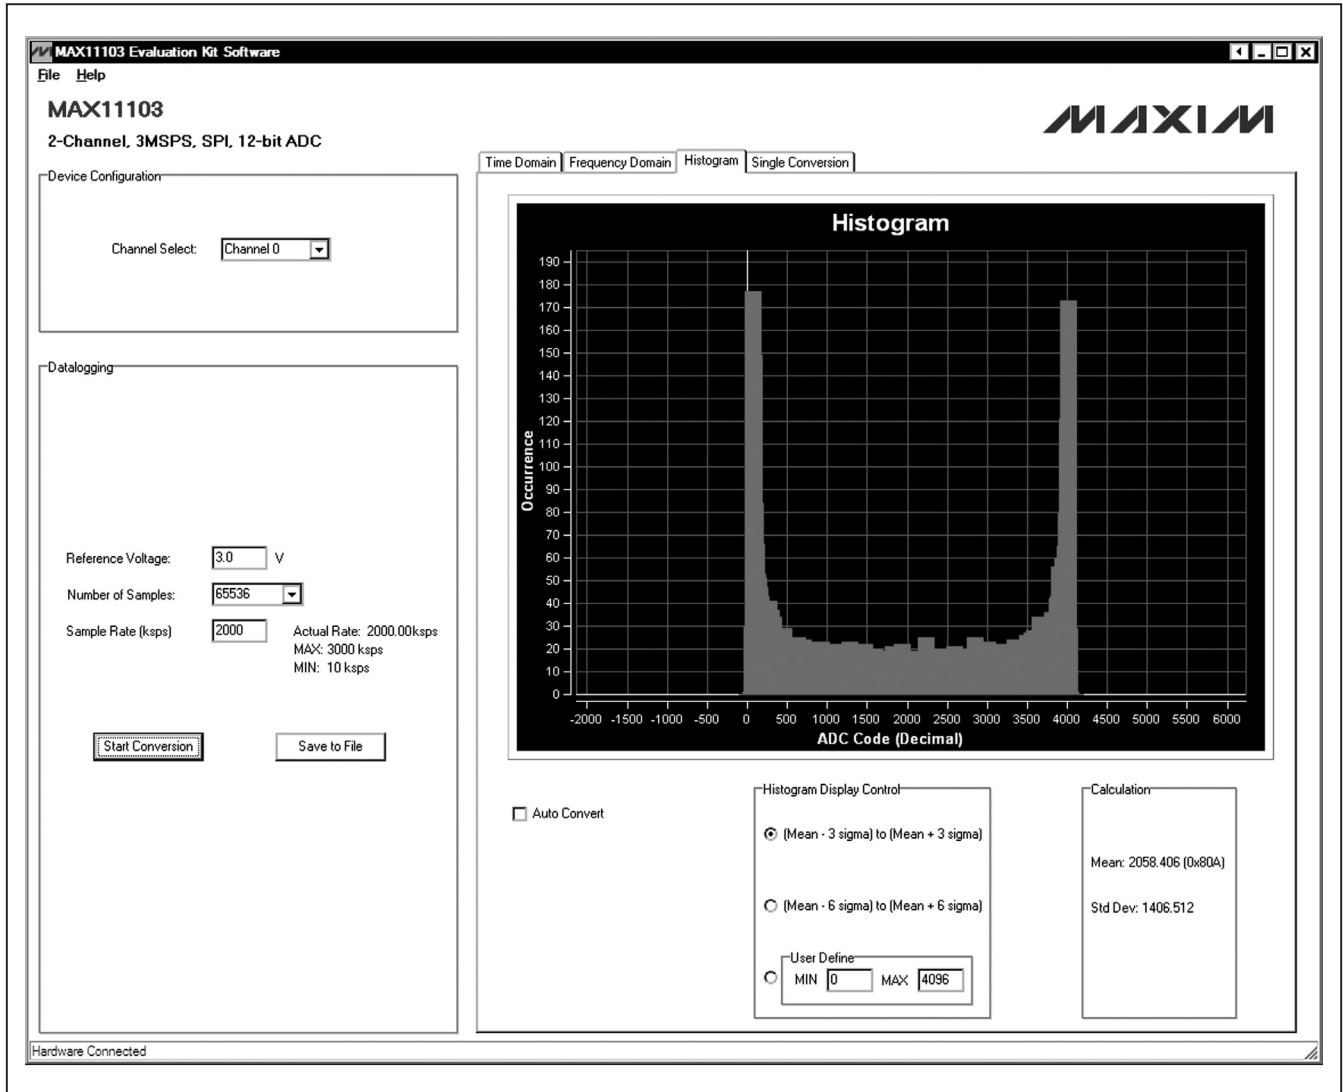 MAX11103 Evaluation Kit Software
File Help
MAX11103
2-Channel, 3MSPS, SPI, 12-bit ADC
MAXIM
Device Configuration
Channel Select: Channel 0
Datalogging
Reference Voltage: 3.0 V
Number of Samples: 65536
Sample Rate (ksps) 2000 Actual Rate: 2000.00ksps
MAX: 3000 ksps
MIN: 10 ksps
Start Conversion Save to File
Time Domain Frequency Domain Histogram Single Conversion
Histogram
Occurrence
190
180
170
160
150
140
130
120
110
100
90
80
70
60
50
40
30
20
10
0
-2000 -1500 -1000 -500 0 500 1000 1500 2000 2500 3000 3500 4000 4500 5000 5500 6000
ADC Code (Decimal)
Auto Convert
Histogram Display Control
(Mean - 3 sigma) to (Mean + 3 sigma)
(Mean - 6 sigma) to (Mean + 6 sigma)
User Define
MIN 0 MAX 4096
Calculation
Mean: 2058.406 (0x80A)
Std Dev: 1406.512
Hardware Connected